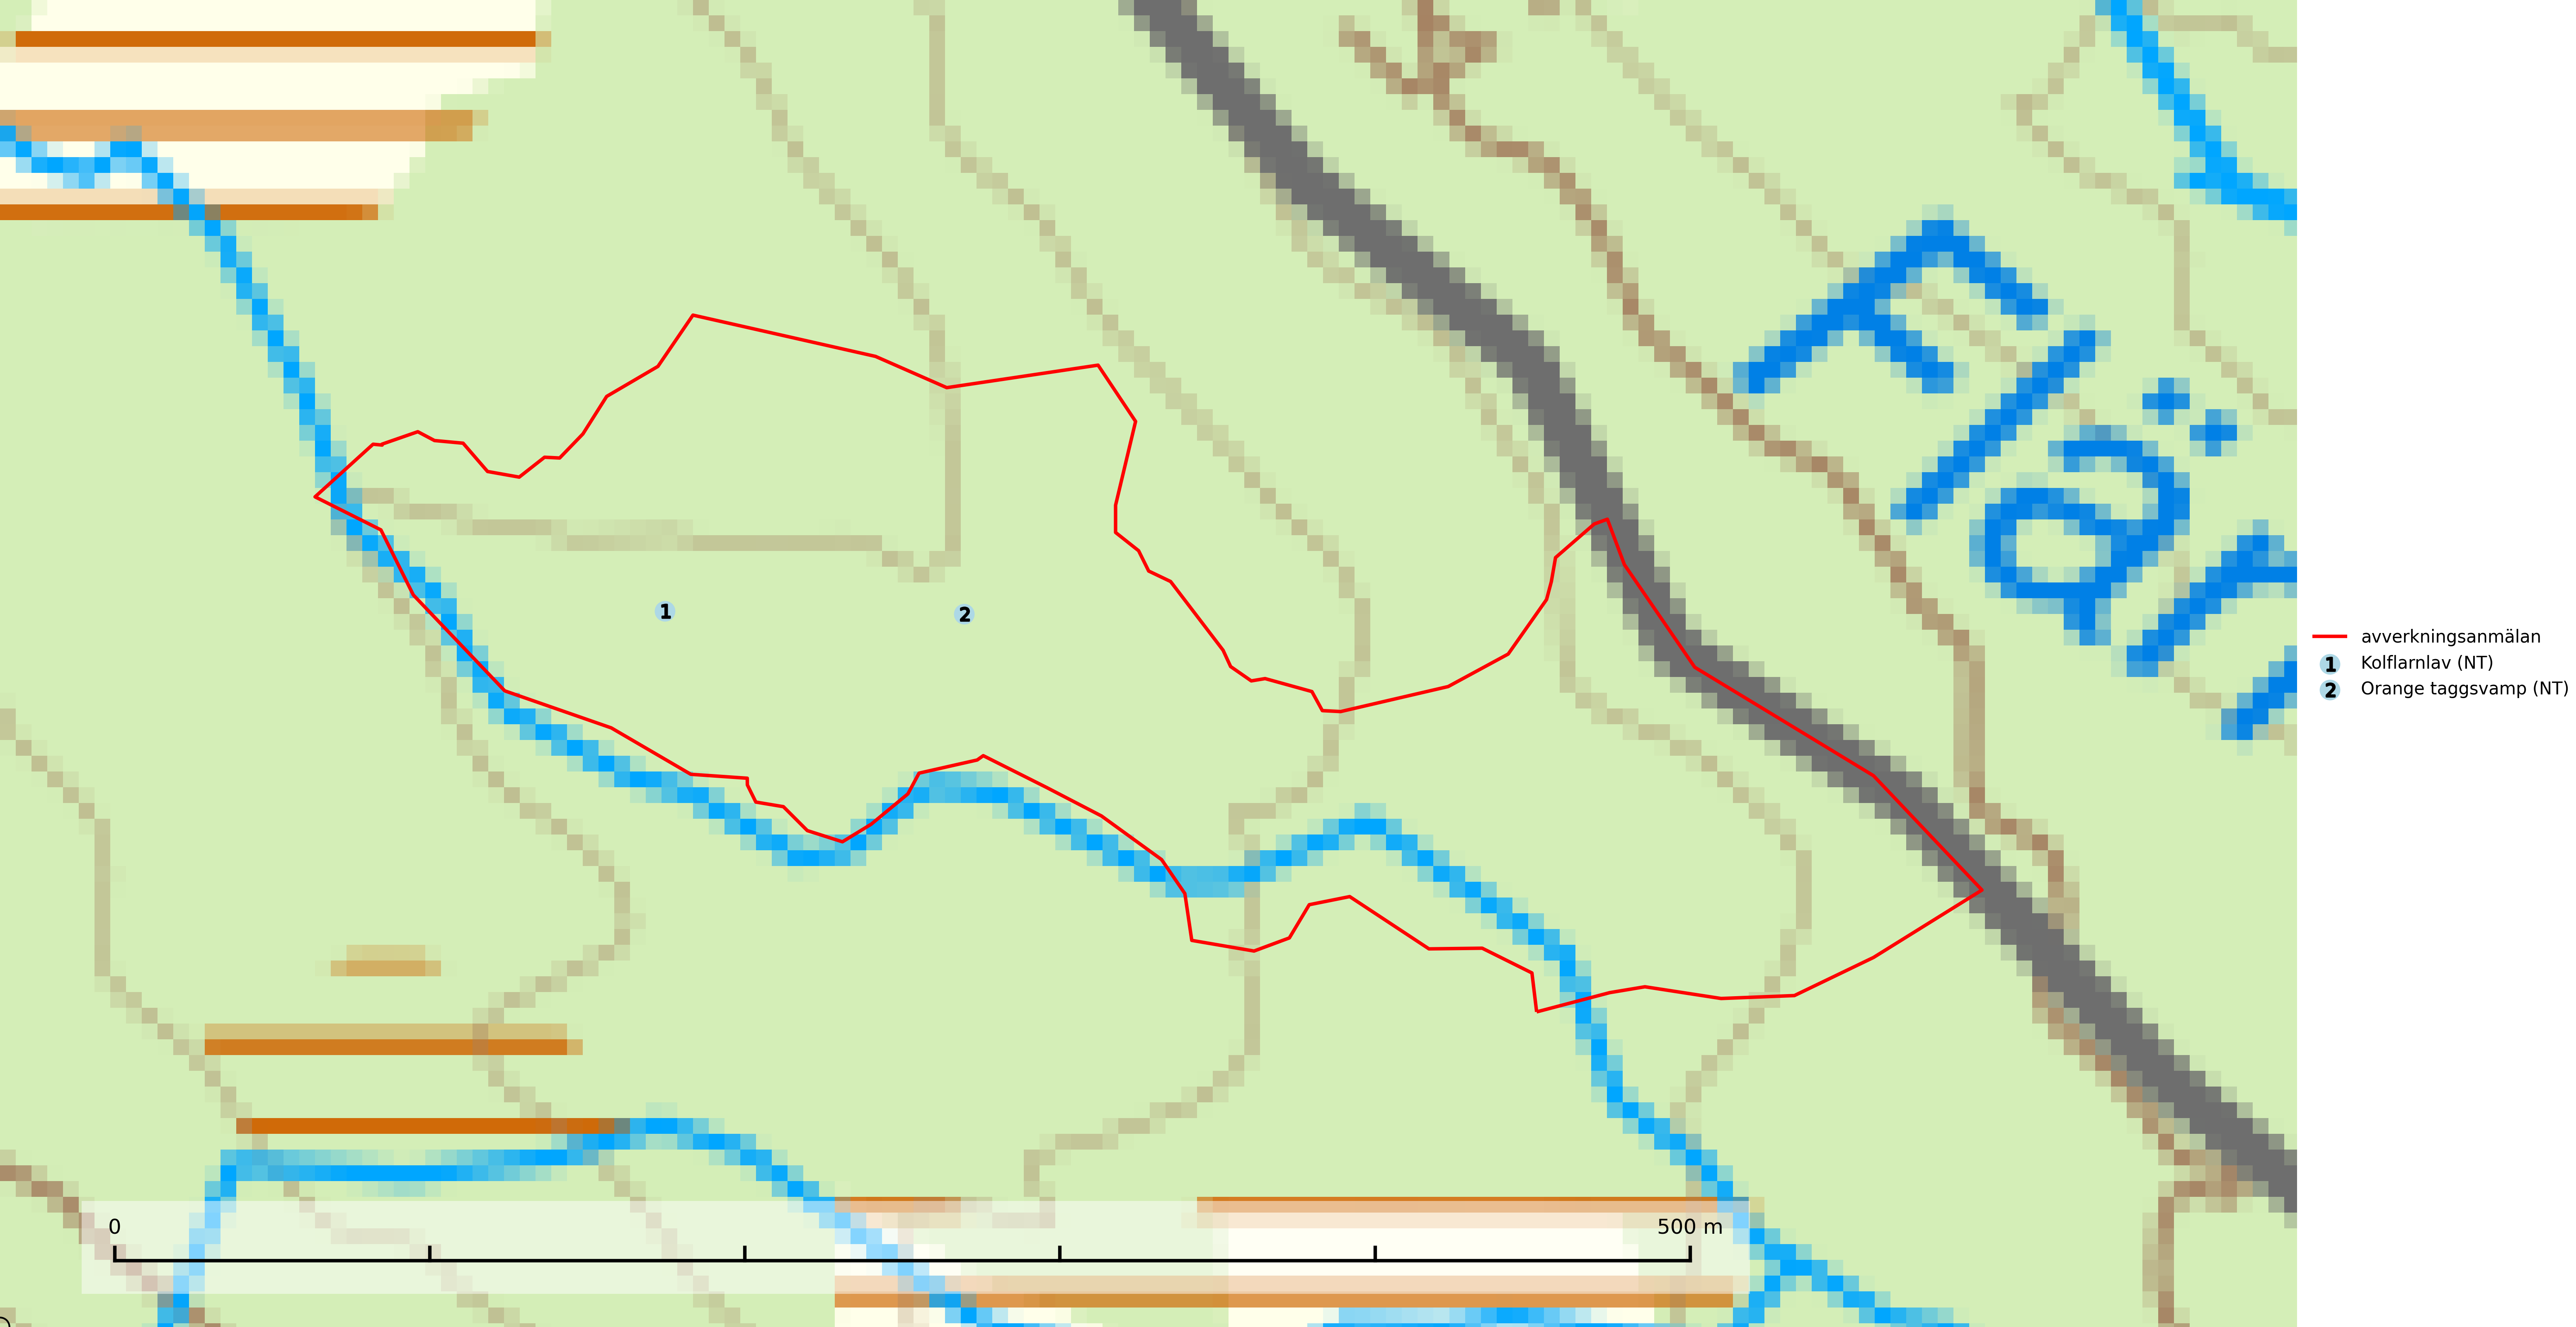 1
2
avverkningsanmälan
1 Kolflarnlav (NT)
2 Orange taggsvamp (NT)
0 500 m